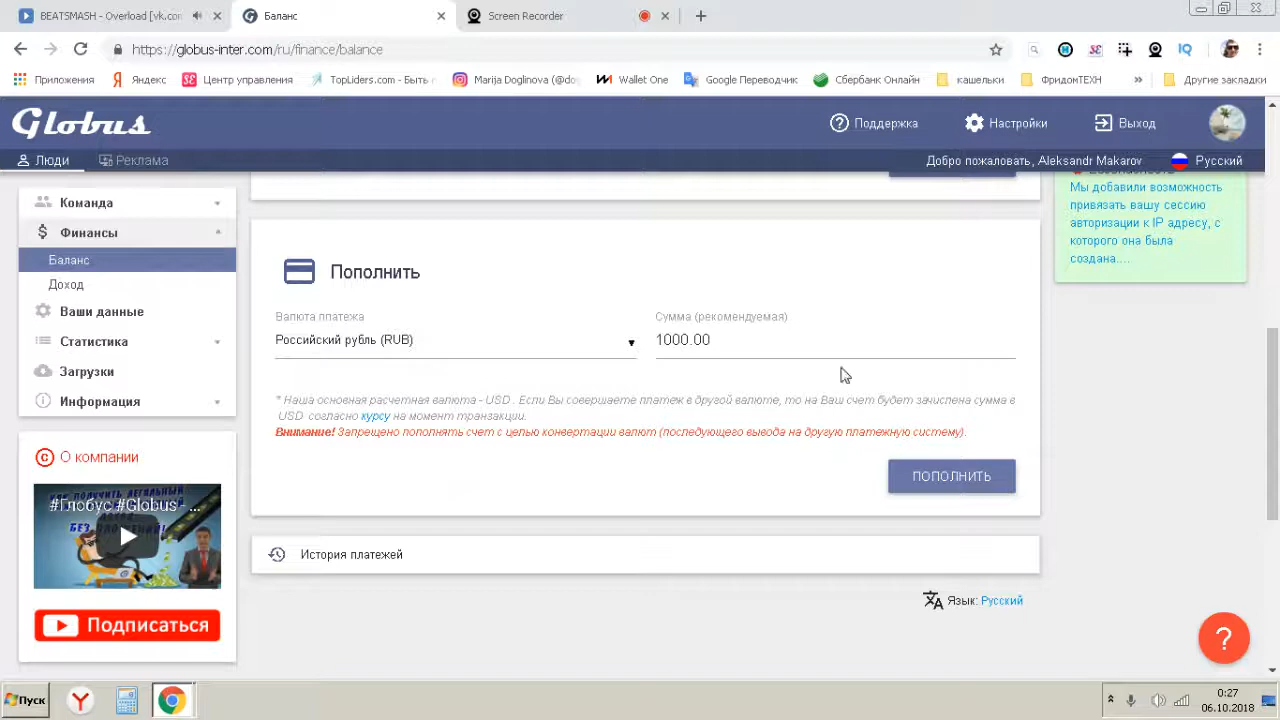 BEATSMASH - Overload [vk.com
Баланс
Screen Recorder
https://globus-inter.com/ru/finance/balance
Приложения
Яндекс
Центр управления
TopLiders.com - Быть
Marija Doglinova (@do
Wallet One
Google Переводчик
Сбербанк Онлайн
кашельки
ФридомТЕХН
»
Другие закладки
Globus
Поддержка
Настройки
Выход
Люди
Реклама
Добро пожаловать, Aleksandr Makarov
Русский
Команда
Финансы
Баланс
Доход
Ваши данные
Статистика
Загрузки
Информация
О компании
#Глобус #Globus - ...
БЕЗ ВЛОЖЕНИЙ!
Подписаться
Пополнить
Валюта платежа
Российский рубль (RUB)
Сумма (рекомендуемая)
1000.00
* Наша основная расчетная валюта - USD . Если Вы совершаете платеж в другой валюте, то на Ваш счет будет зачислена сумма в
USD согласно курсу на момент транзакции.
Внимание! Запрещено пополнять счет с целью конвертации валют (последующего вывода на другую платежную систему).
ПОПОЛНИТЬ
История платежей
Язык: Русский
Мы добавили возможность
привязать вашу сессию
авторизации к IP адресу, с
которого она была
создана....
?
Пуск
0:27
06.10.2018